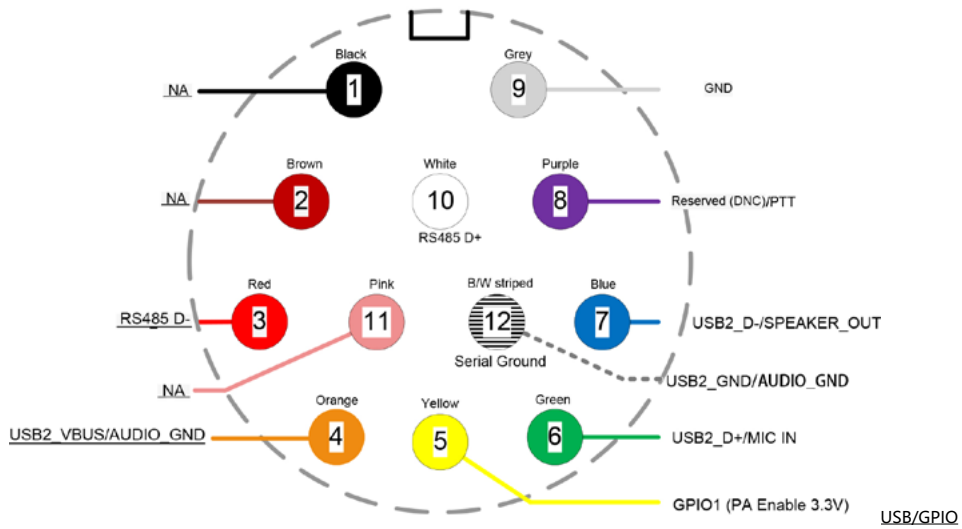 Black
Grey
NA
1
9
GND
Brown
White
Purple
NA
2
10
8
Reserved (DNC)/PTT
RS485 D+
Red
Pink
B/W striped
Blue
RS485 D-
3
11
12
7
USB2_D-/SPEAKER_OUT
Serial Ground
NA
USB2_GND/AUDIO_GND
Orange
Yellow
Green
USB2_VBUS/AUDIO_GND
4
5
6
USB2_D+/MIC IN
GPIO1 (PA Enable 3.3V)
USB/GPIO